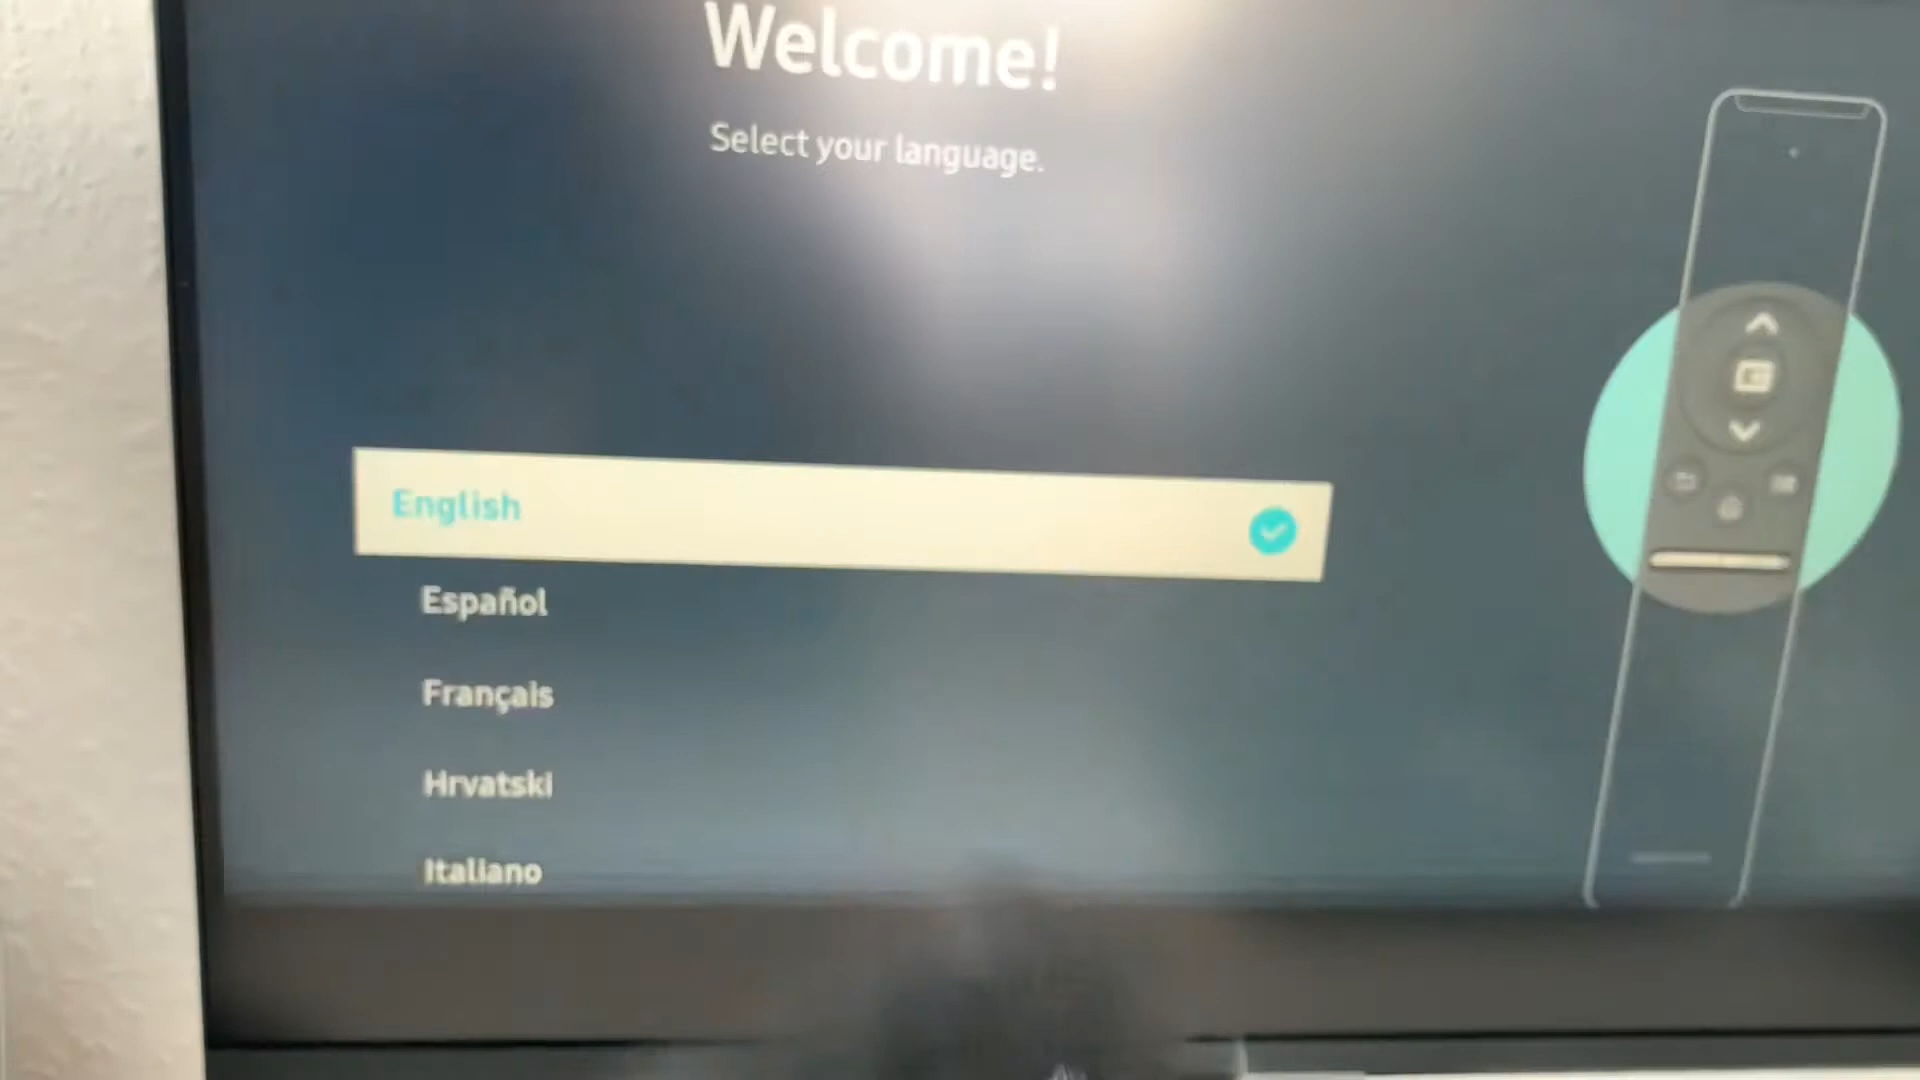 Welcome!
Select your language.
English
Español
Français
Hrvatski
Italiano